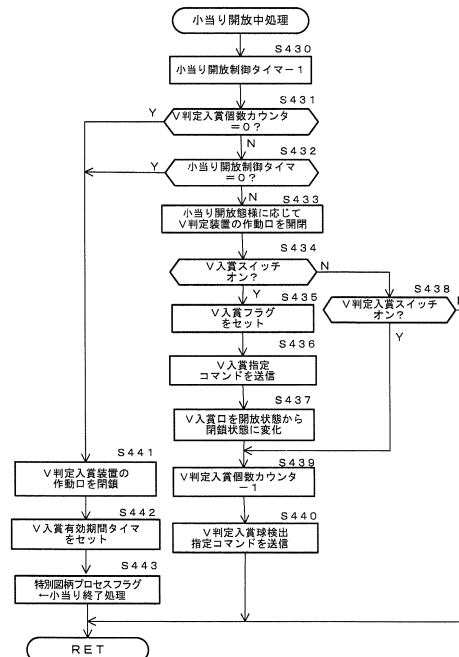 小当り開放中処理
S430
小当り開放制御タイマ－1
S431
V判定入賞個数カウンタ
＝0？
Y
N
S432
小当り開放制御タイマ
＝0？
Y
N
S433
小当り開放態様に応じて
V判定装置の作動口を開閉
S434
V入賞スイッチ
オン？
N
Y
S438
V判定入賞スイッチ
オン？
Y
S435
V入賞フラグ
をセット
S436
V入賞指定
コマンドを送信
S437
V入賞口を開放状態から
閉鎖状態に変化
S439
V判定入賞個数カウンタ
－1
S440
V判定入賞球検出
指定コマンドを送信
S441
V判定入賞装置の
作動口を閉鎖
S442
V入賞有効期間タイマ
をセット
S443
特別図柄プロセスフラグ
←小当り終了処理
RET